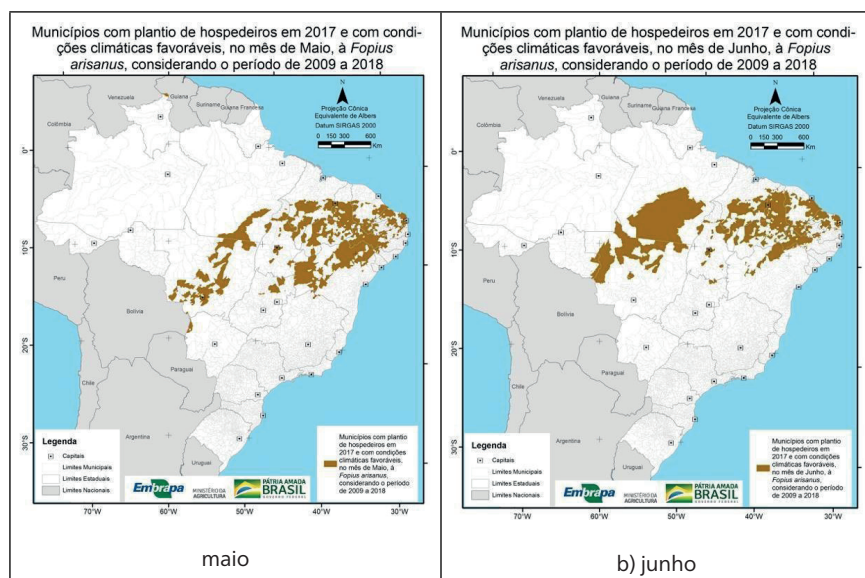 Municípios com plantio de hospedeiros em 2017 e com condi-
ções climáticas favoráveis, no mês de Maio, à Fopius
arisanus, considerando o período de 2009 a 2018
N
Projeção Cônica
Equivalente de Albers
Datum SIRGAS 2000
0 150 300 600
Km
Venezuela
Guiana
Suriname
Guiana Francesa
Colômbia
0°
10°S
Peru
Bolívia
20°S
Paraguai
Chile
Argentina
30°S
Uruguai
Legenda
Capitais
Limites Municipais
Limites Estaduais
Limites Nacionais
Municípios com plantio
de hospedeiros em
2017 e com condições
climáticas favoráveis,
no mês de Maio, à
Fopius arisanus,
considerando o período
de 2009 a 2018
Embrapa
MINISTÉRIO DA
AGRICULTURA
PÁTRIA AMADA
BRASIL
GOVERNO FEDERAL
70°W 60°W 50°W 40°W 30°W
maio
Municípios com plantio de hospedeiros em 2017 e com condi-
ções climáticas favoráveis, no mês de Junho, à Fopius
arisanus, considerando o período de 2009 a 2018
N
Projeção Cônica
Equivalente de Albers
Datum SIRGAS 2000
0 150 300 600
Km
Venezuela
Guiana
Suriname
Guiana Francesa
Colômbia
0°
10°S
Peru
Bolívia
20°S
Paraguai
Chile
Argentina
30°S
Uruguai
Legenda
Capitais
Limites Municipais
Limites Estaduais
Limites Nacionais
Municípios com plantio
de hospedeiros em
2017 e com condições
climáticas favoráveis,
no mês de Junho, à
Fopius arisanus,
considerando o período
de 2009 a 2018
Embrapa
MINISTÉRIO DA
AGRICULTURA
PÁTRIA AMADA
BRASIL
GOVERNO FEDERAL
70°W 60°W 50°W 40°W 30°W
b) junho